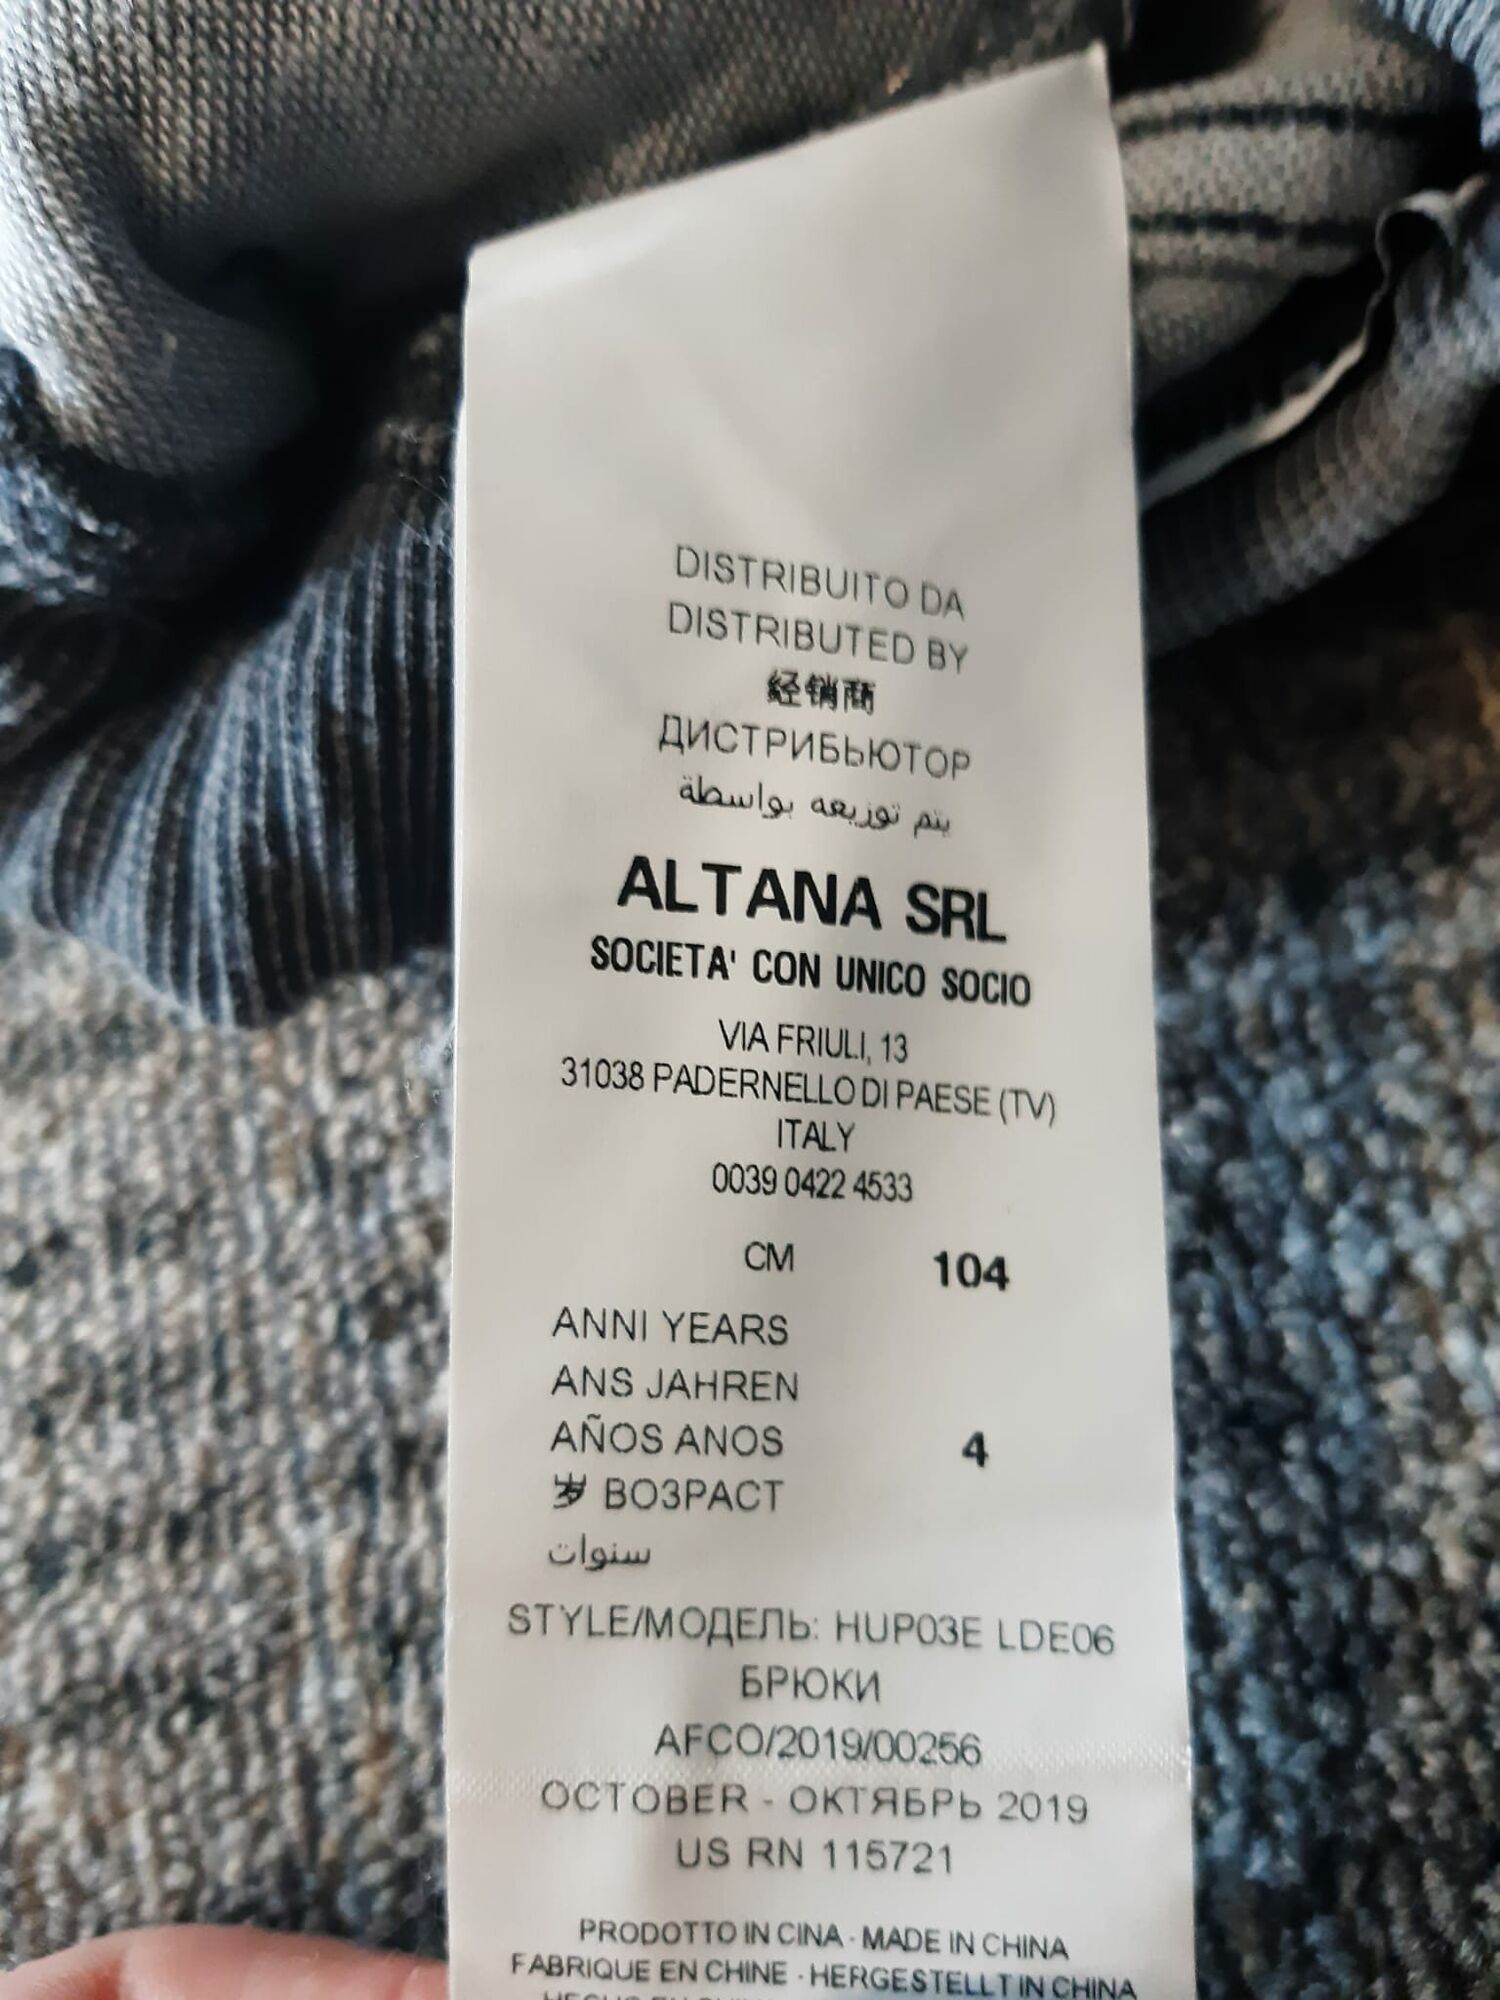 DISTRIBUITO DA
DISTRIBUTED BY
经销商
ДИСТРИБЬЮТОР
يتم توزيعه بواسطة
ALTANA SRL
SOCIETA' CON UNICO SOCIO
VIA FRIULI, 13
31038 PADERNELLO DI PAESE (TV)
ITALY
0039 0422 4533
CM 104
ANNI YEARS
ANS JAHREN
AÑOS ANOS 4
岁 ВОЗРАСТ
سنوات
STYLE/МОДЕЛЬ: HUP03E LDE06
БРЮКИ
AFCO/2019/00256
OCTOBER - ОКТЯБРЬ 2019
US RN 115721
PRODOTTO IN CINA · MADE IN CHINA
FABRIQUE EN CHINE · HERGESTELLT IN CHINA